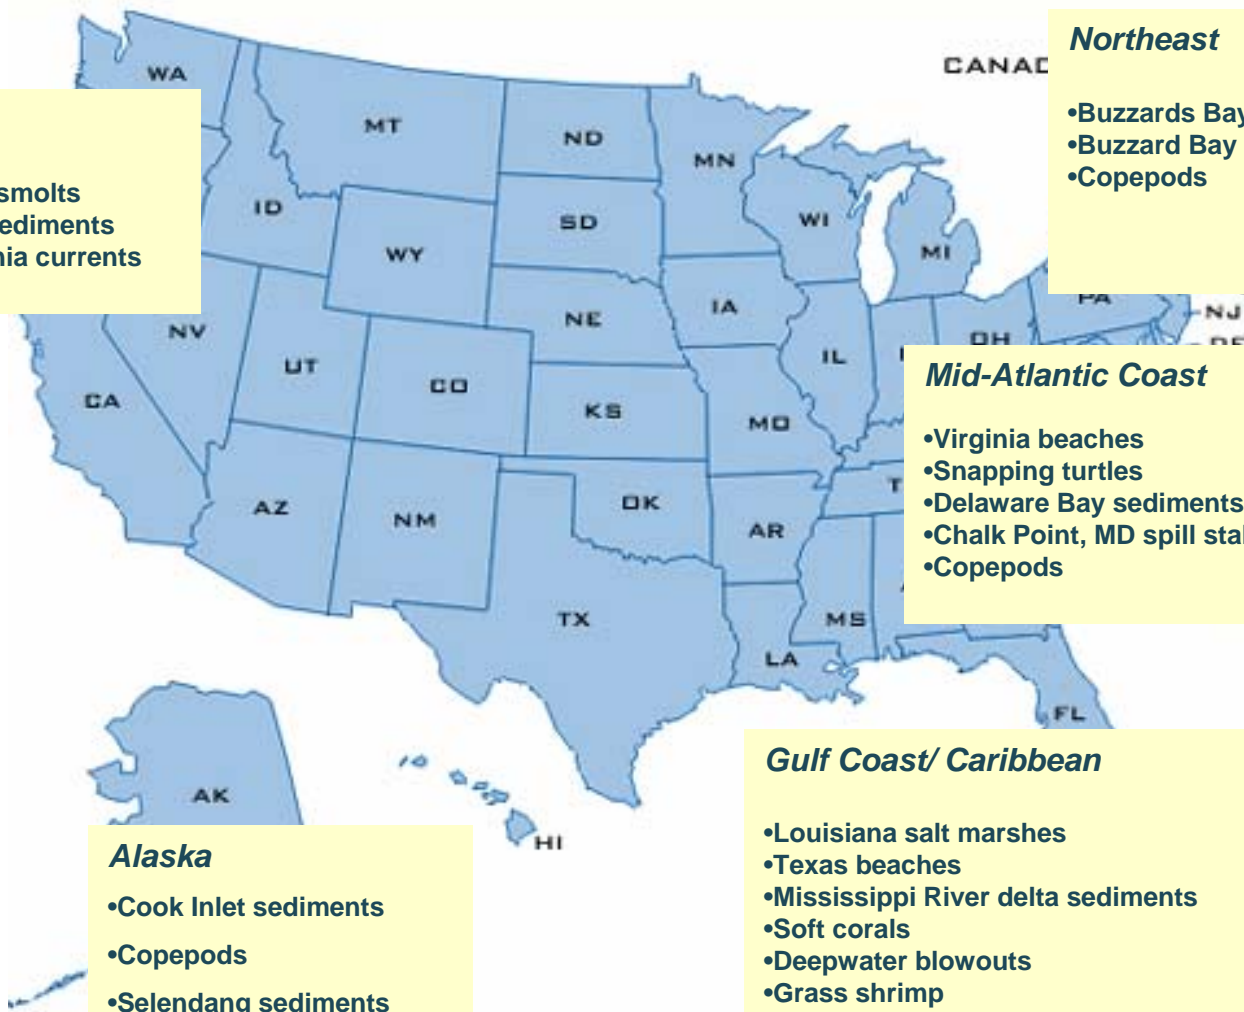 CANAD
WA
MT
ND
MN
ID
SD
WI
WY
MI
IA
NE
PA
NJ
NV
OH
UT
IL
CO
CA
KS
MO
AZ
OK
NM
AR
TX
MS
LA
FL
AK
HI
smolts
ediments
nia currents
Northeast
•Buzzards Bay
•Buzzard Bay
•Copepods
Mid-Atlantic Coast
•Virginia beaches
•Snapping turtles
•Delaware Bay sediments
•Chalk Point, MD spill stal
•Copepods
Gulf Coast/ Caribbean
•Louisiana salt marshes
•Texas beaches
•Mississippi River delta sediments
•Soft corals
•Deepwater blowouts
•Grass shrimp
Alaska
•Cook Inlet sediments
•Copepods
•Selendang sediments